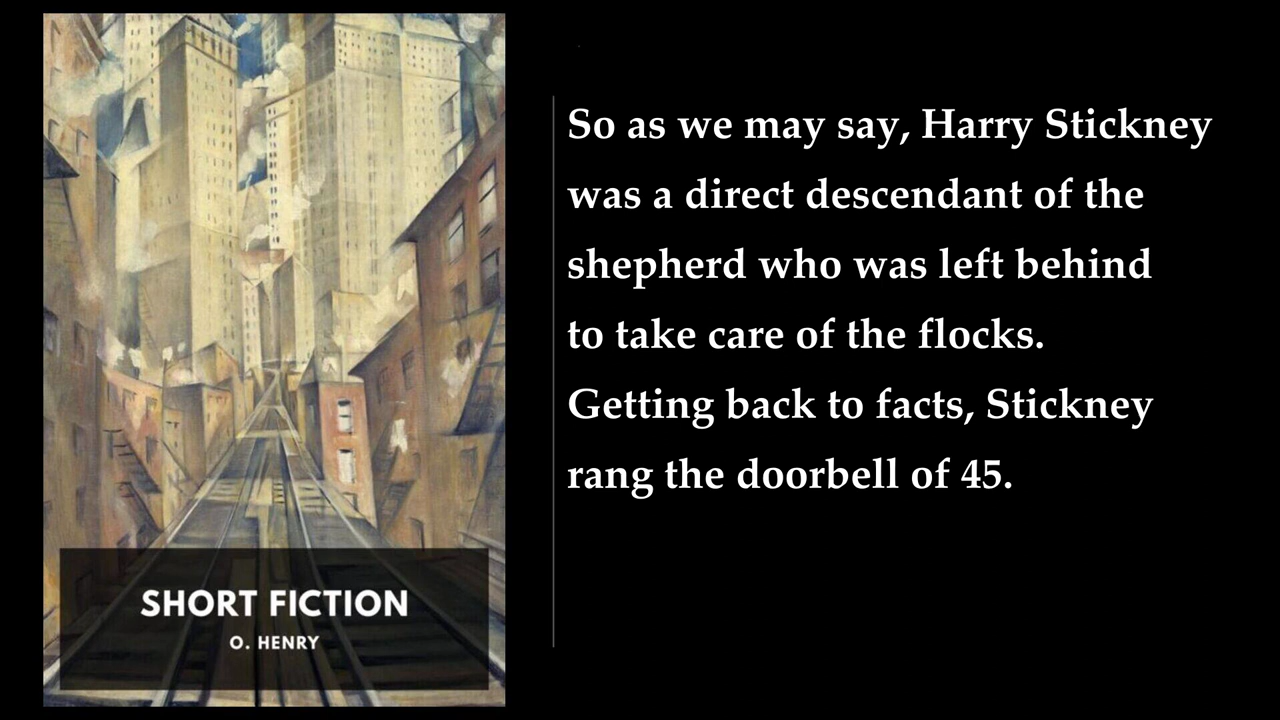 So as we may say, Harry Stickney
was a direct descendant of the
shepherd who was left behind
to take care of the flocks.
Getting back to facts, Stickney
rang the doorbell of 45.
SHORT FICTION
O. HENRY